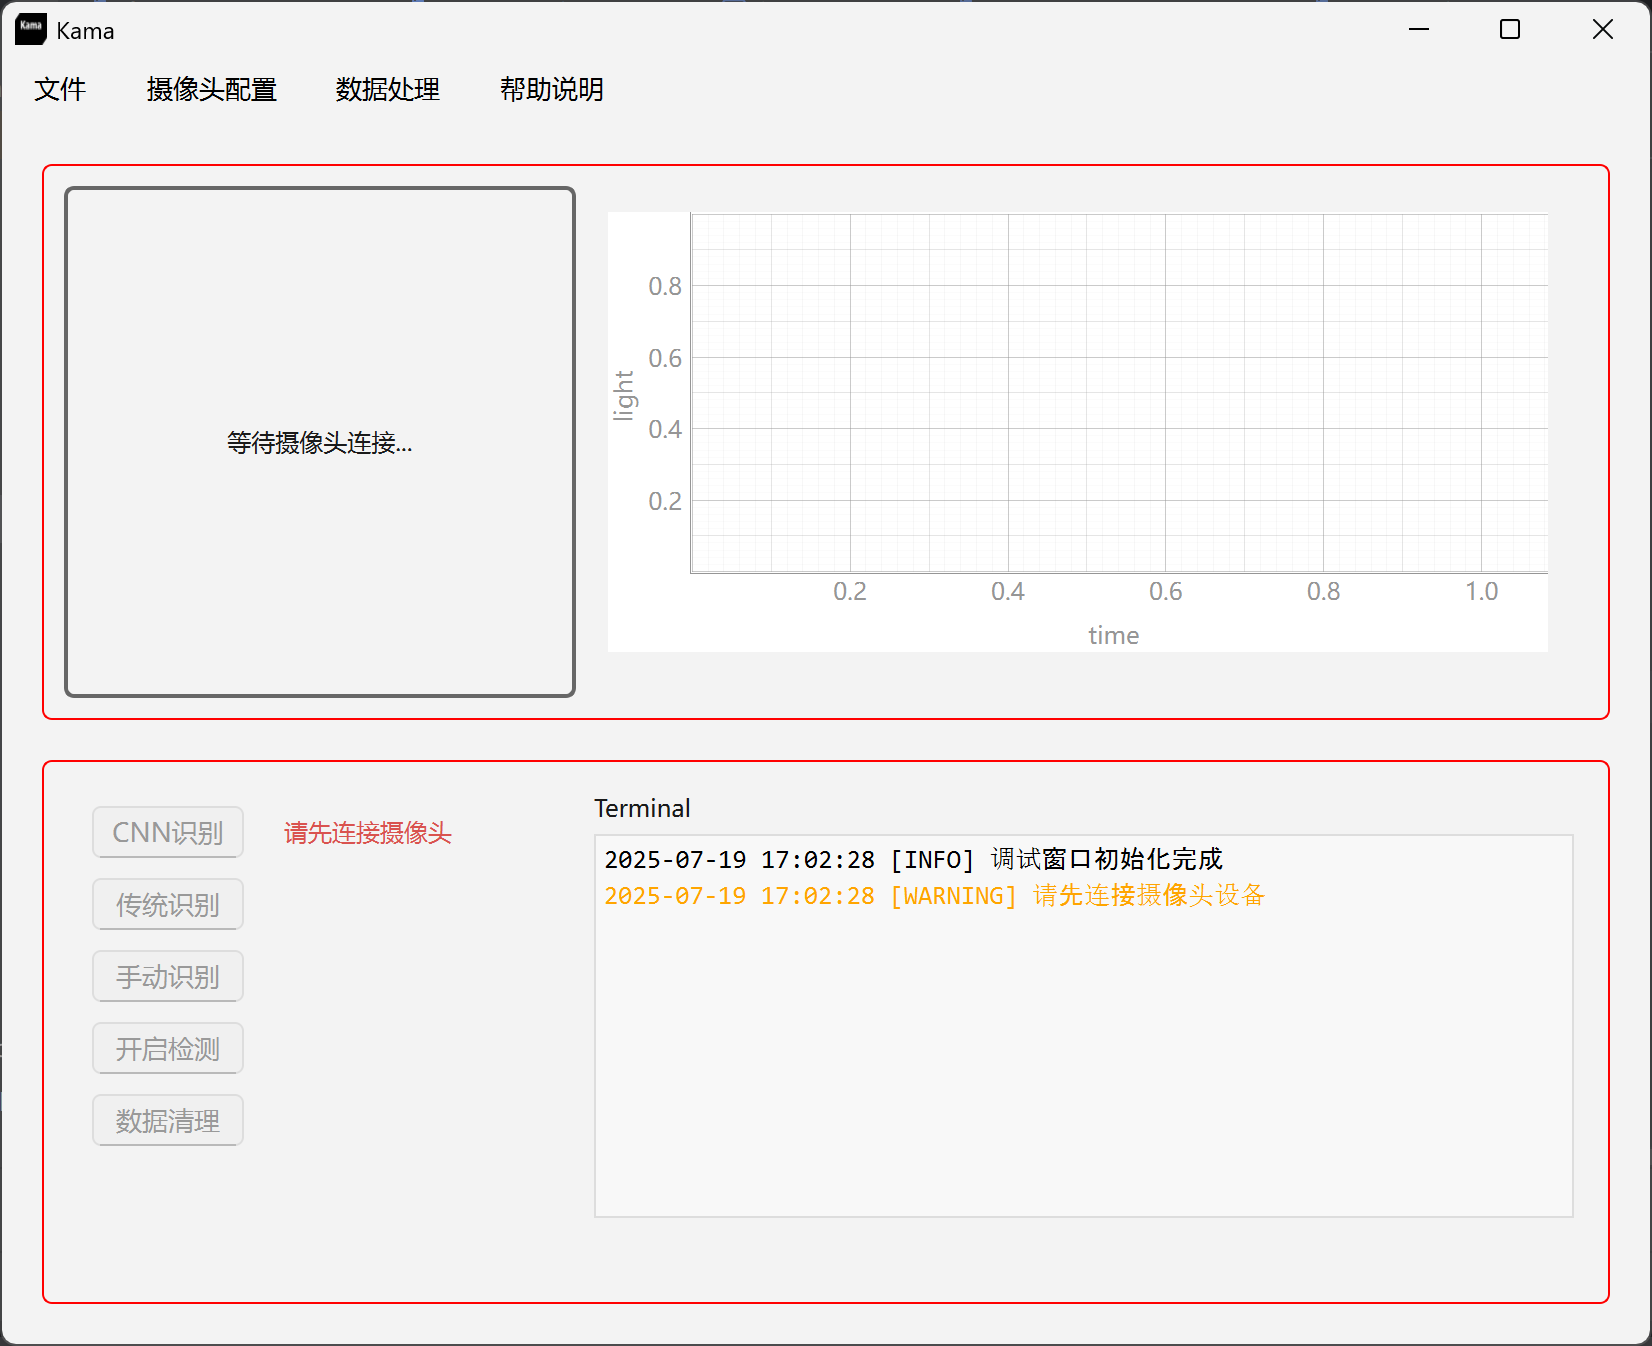 Kama
Kama
文件 摄像头配置 数据处理 帮助说明
等待摄像头连接...
0.8
0.6
light
0.4
0.2
0.2 0.4 0.6 0.8 1.0
time
CNN识别 请先连接摄像头
传统识别
手动识别
开启检测
数据清理
Terminal
2025-07-19 17:02:28 [INFO] 调试窗口初始化完成
2025-07-19 17:02:28 [WARNING] 请先连接摄像头设备